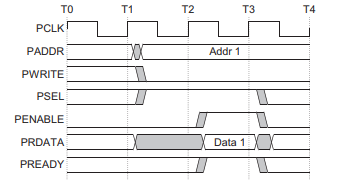 T0 T1 T2 T3 T4
PCLK
PADDR Addr 1
PWRITE
PSEL
PENABLE
PRDATA Data 1
PREADY